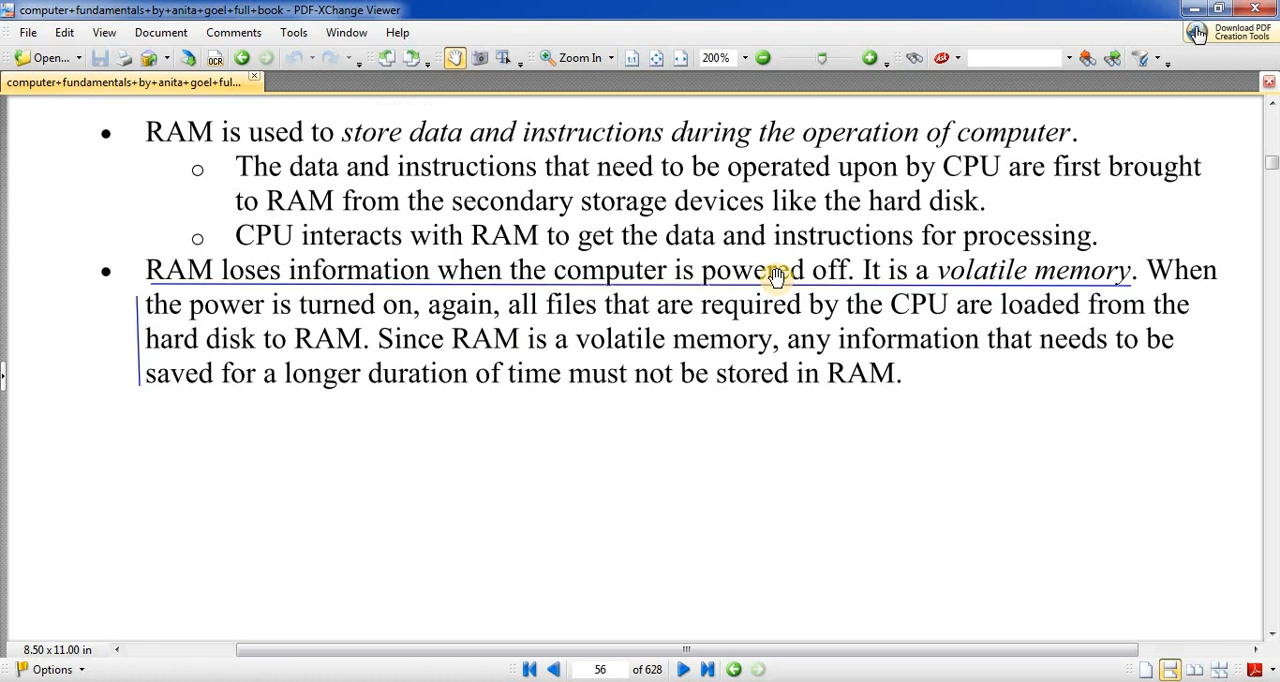 computer+fundamentals+by+anita+goel+full+book - PDF-XChange Viewer
File Edit View Document Comments Tools Window Help
Download PDF
Creation Tools
Open... OCR Zoom In 200%
computer+fundamentals+by+anita+goel+ful...
• RAM is used to store data and instructions during the operation of computer.
o The data and instructions that need to be operated upon by CPU are first brought
to RAM from the secondary storage devices like the hard disk.
o CPU interacts with RAM to get the data and instructions for processing.
• RAM loses information when the computer is powered off. It is a volatile memory. When
the power is turned on, again, all files that are required by the CPU are loaded from the
hard disk to RAM. Since RAM is a volatile memory, any information that needs to be
saved for a longer duration of time must not be stored in RAM.
8.50 x 11.00 in
Options 56 of 628